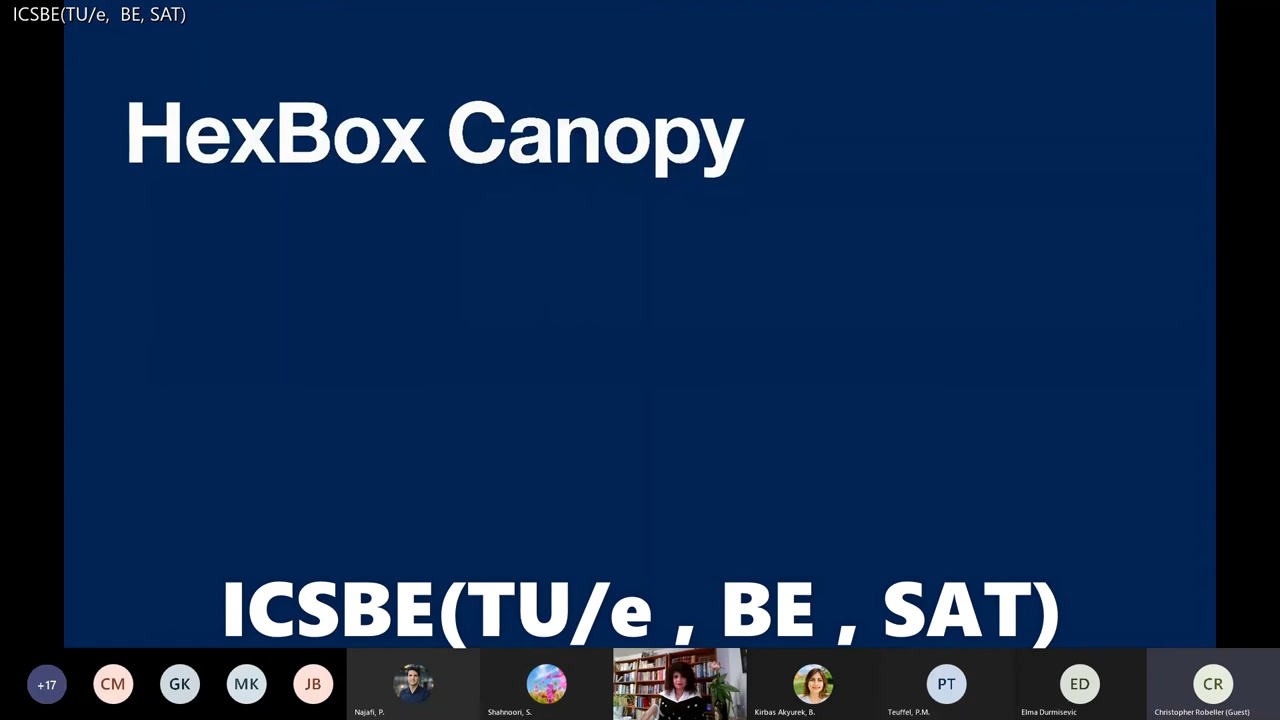 ICSBE(TU/e, BE, SAT)
HexBox Canopy
ICSBE(TU/e , BE , SAT)
+17
CM
GK
MK
JB
Najafi, P.
Shahnoori, S.
Kirbas Akyurek, B.
PT
Teuffel, P.M.
ED
Elma Durmisevic
CR
Christopher Robeller (Guest)